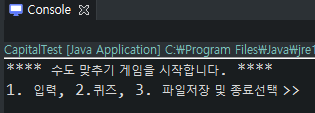 Console
CapitalTest [Java Application] C:₩Program Files₩Java₩jre1
**** 수도 맞추기 게임을 시작합니다. ****
1. 입력, 2.퀴즈, 3. 파일저장 및 종료선택 >>